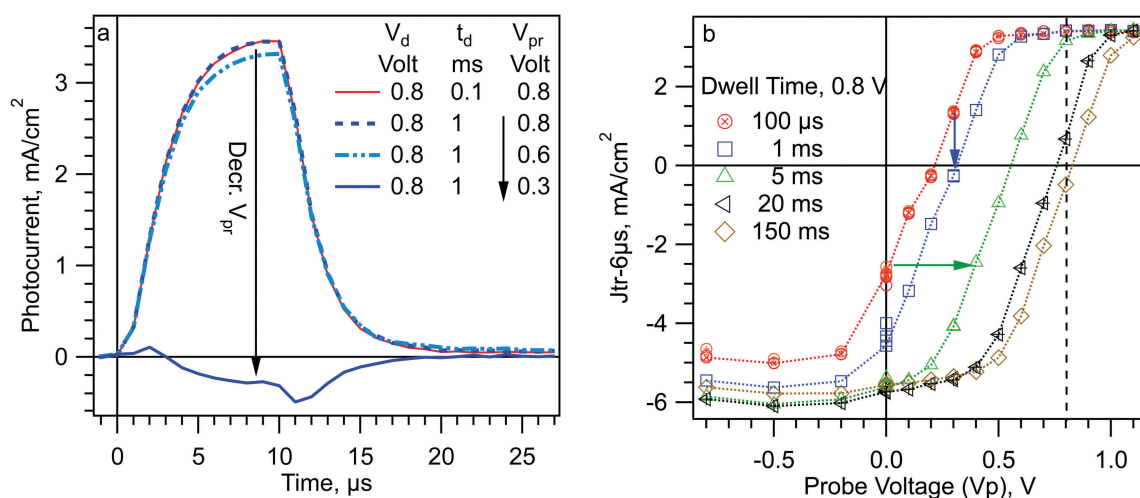 a
V_d t_d V_pr
Volt ms Volt
0.8 0.1 0.8
0.8 1 0.8
0.8 1 0.6
0.8 1 0.3
Decr. V_pr
3
2
1
0
0 5 10 15 20 25
Time, µs
Photocurrent, mA/cm²
b
Dwell Time, 0.8 V
100 µs
1 ms
5 ms
20 ms
150 ms
2
0
-2
-4
-6
-0.5 0.0 0.5 1.0
Probe Voltage (Vp), V
Jtr-6µs, mA/cm²